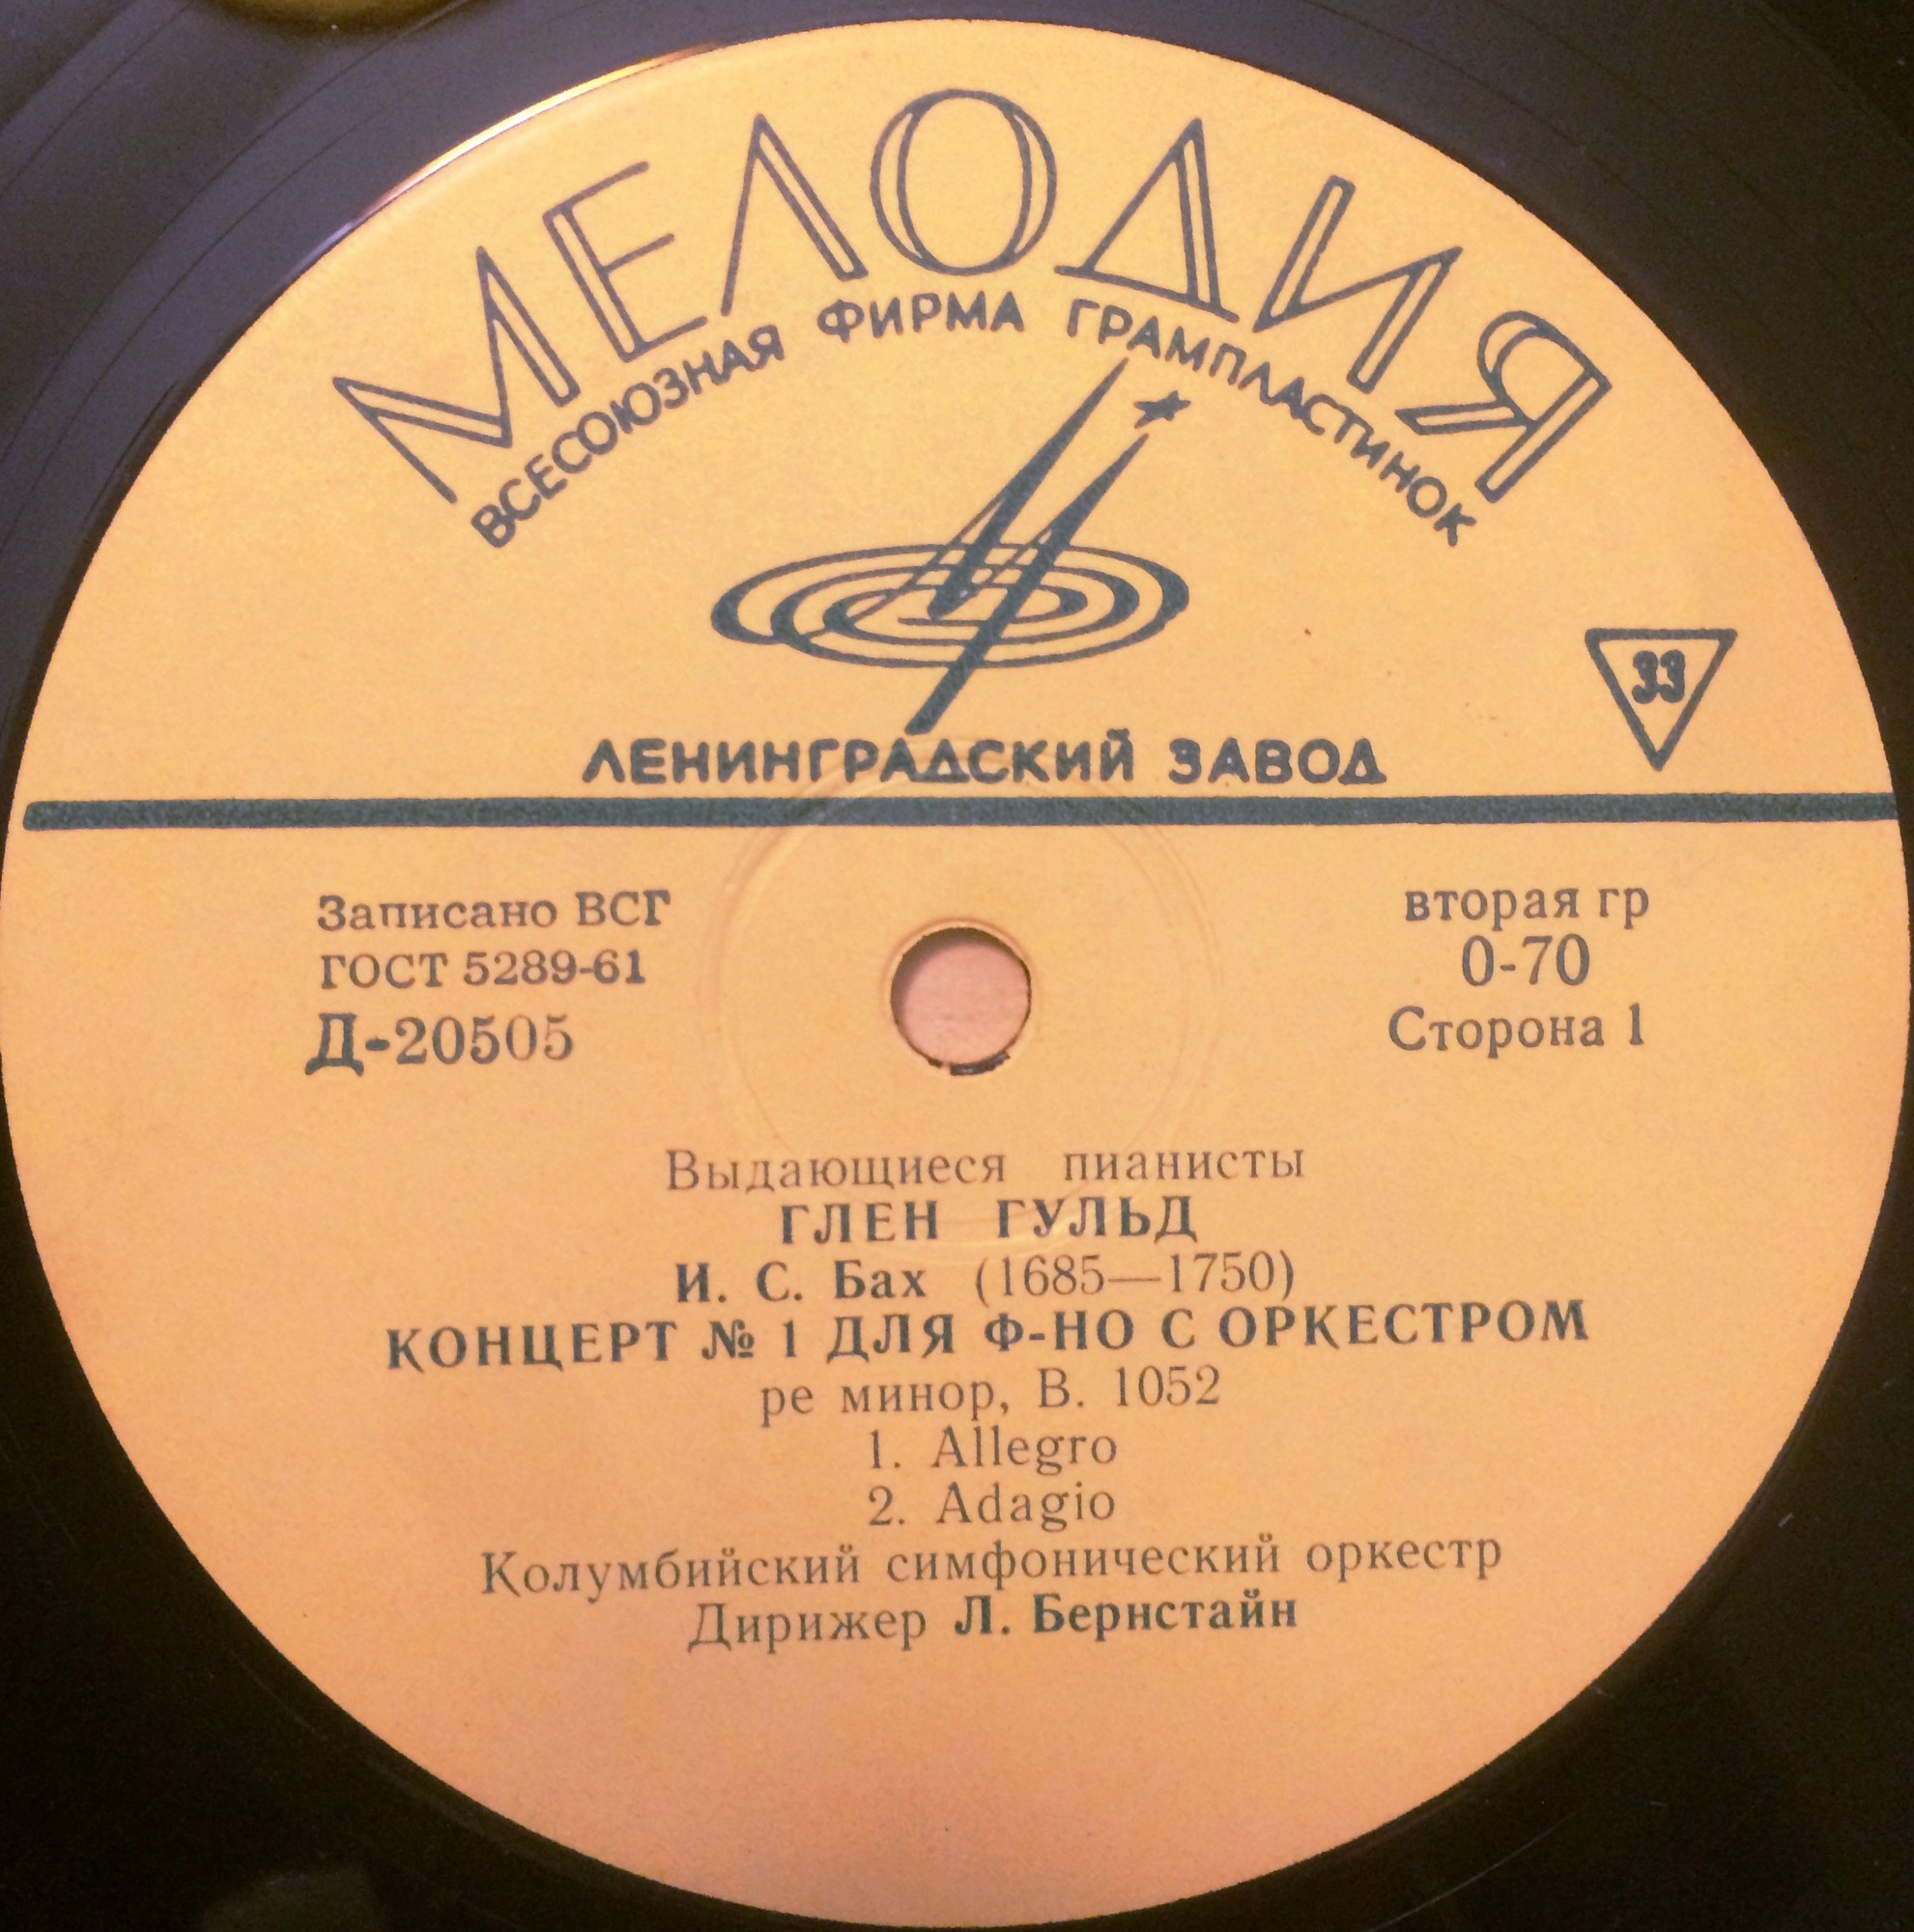 МЕЛОДИЯ
ВСЕСОЮЗНАЯ ФИРМА ГРАМПЛАСТИНОК
33
ЛЕНИНГРАДСКИЙ ЗАВОД
Записано ВСГ
ГОСТ 5289-61
Д-20505
вторая гр
0-70
Сторона 1
Выдающиеся пианисты
ГЛЕН ГУЛЬД
И. С. Бах (1685—1750)
КОНЦЕРТ № 1 ДЛЯ Ф-НО С ОРКЕСТРОМ
ре минор, В. 1052
1. Allegro
2. Adagio
Колумбийский симфонический оркестр
Дирижер Л. Бернстайн